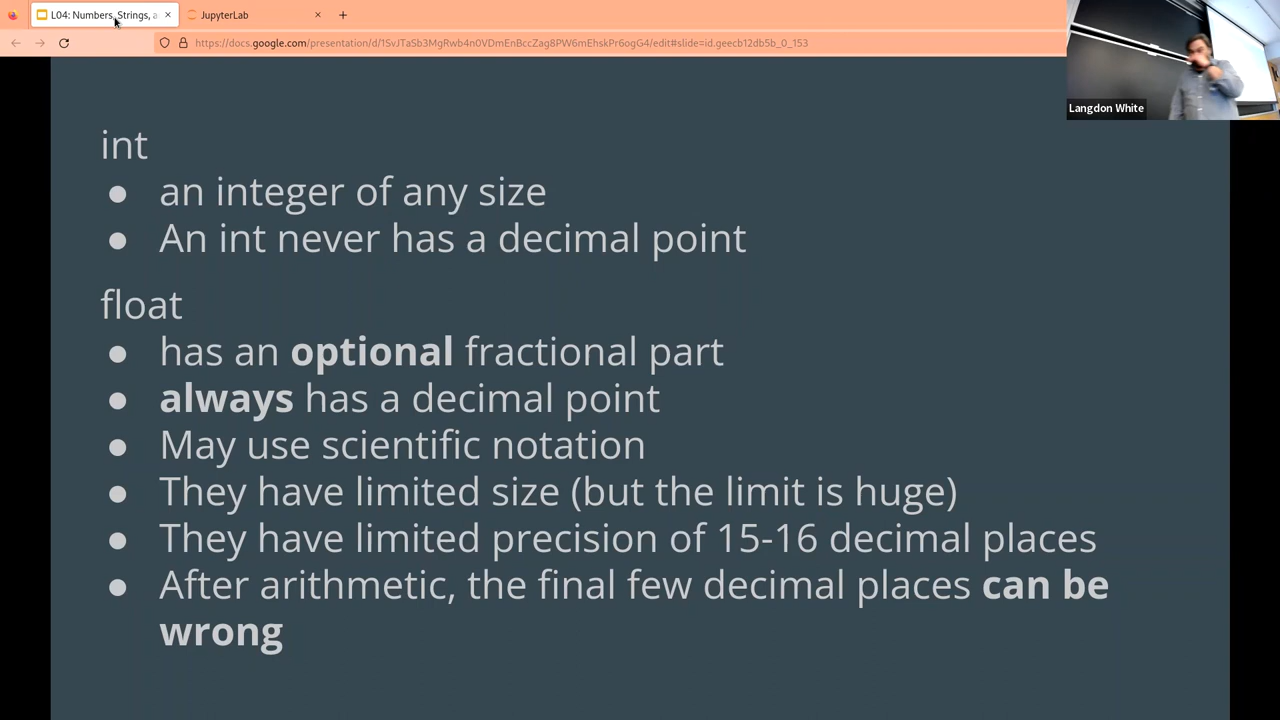 L04: Numbers, Strings, a
JupyterLab
https://docs.google.com/presentation/d/1SvJTaSb3MgRwb4n0VDmEnBccZag8PW6mEhskPr6ogG4/edit#slide=id.geecb12db5b_0_153
Langdon White
int
● an integer of any size
● An int never has a decimal point
float
● has an optional fractional part
● always has a decimal point
● May use scientific notation
● They have limited size (but the limit is huge)
● They have limited precision of 15-16 decimal places
● After arithmetic, the final few decimal places can be
wrong